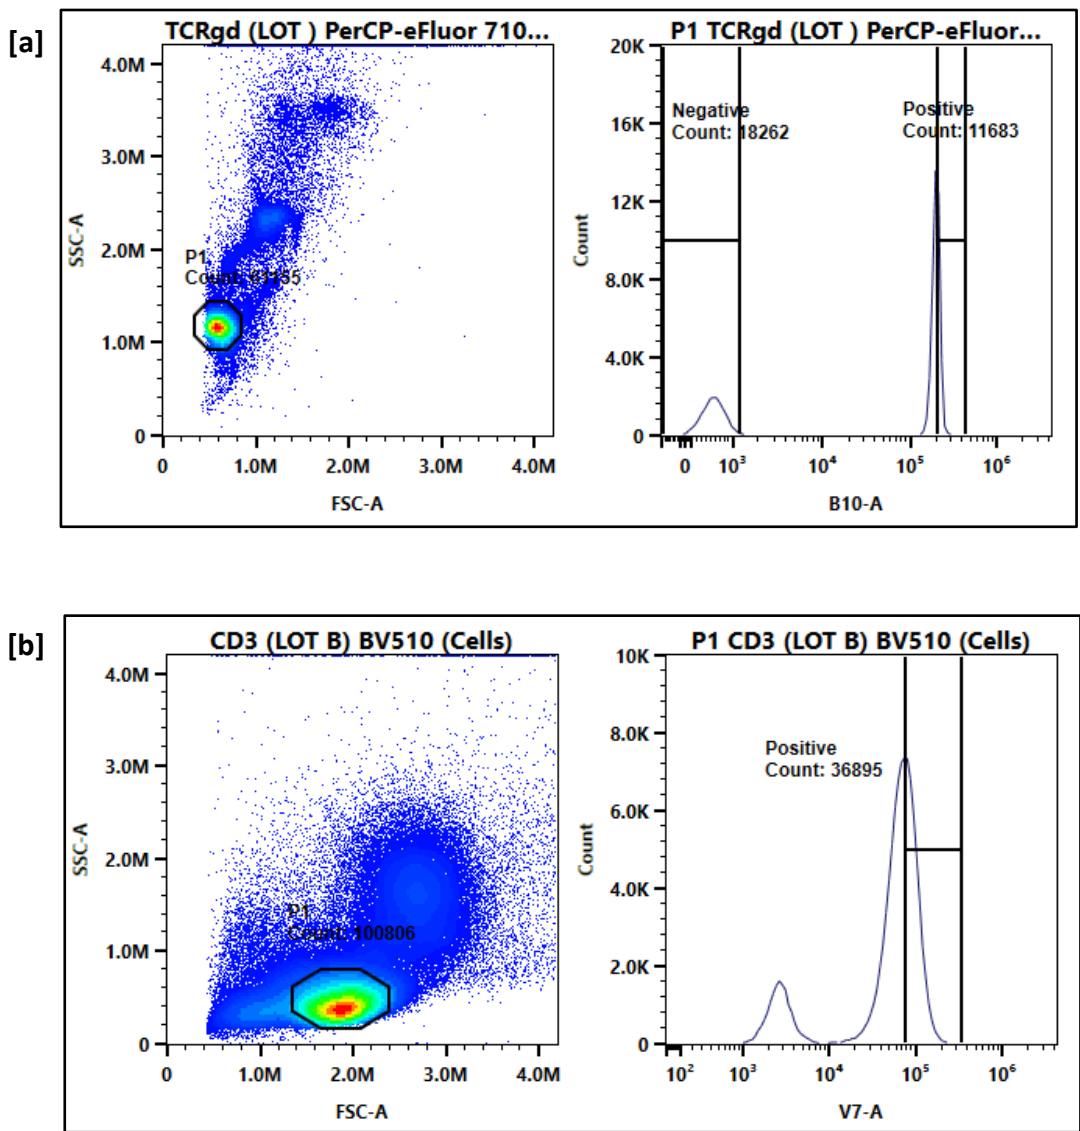 [a]
TCRgd (LOT ) PerCP-eFluor 710...
4.0M
3.0M
2.0M
1.0M
0
SSC-A
P1
Count: 61155
0 1.0M 2.0M 3.0M 4.0M
FSC-A
P1 TCRgd (LOT ) PerCP-eFluor...
20K
16K
12K
8.0K
4.0K
0
Count
Negative
Count: 18262
Positive
Count: 11683
0 10³ 10⁴ 10⁵ 10⁶
B10-A
[b]
CD3 (LOT B) BV510 (Cells)
4.0M
3.0M
2.0M
1.0M
0
SSC-A
P1
Count: 100806
0 1.0M 2.0M 3.0M 4.0M
FSC-A
P1 CD3 (LOT B) BV510 (Cells)
10K
8.0K
6.0K
4.0K
2.0K
0
Count
Positive
Count: 36895
10² 10³ 10⁴ 10⁵ 10⁶
V7-A